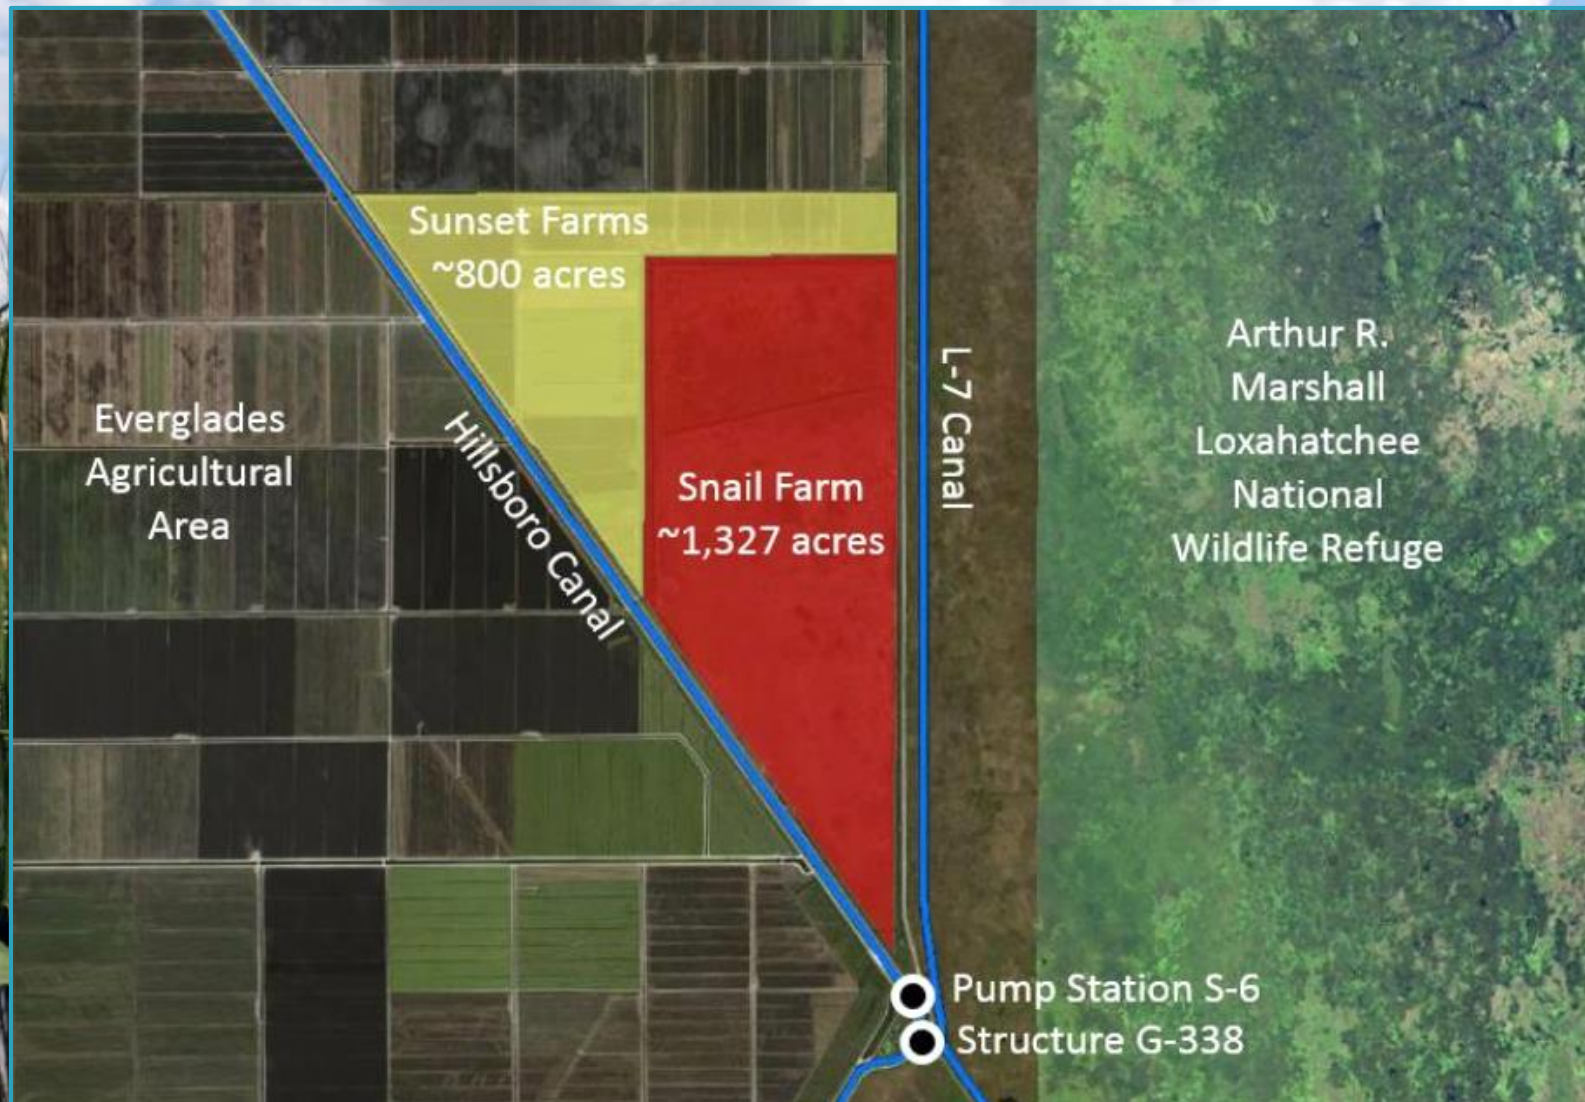 Sunset Farms
~800 acres
Everglades
Agricultural
Area
Hillsboro Canal
Snail Farm
~1,327 acres
L-7 Canal
Arthur R.
Marshall
Loxahatchee
National
Wildlife Refuge
Pump Station S-6
Structure G-338